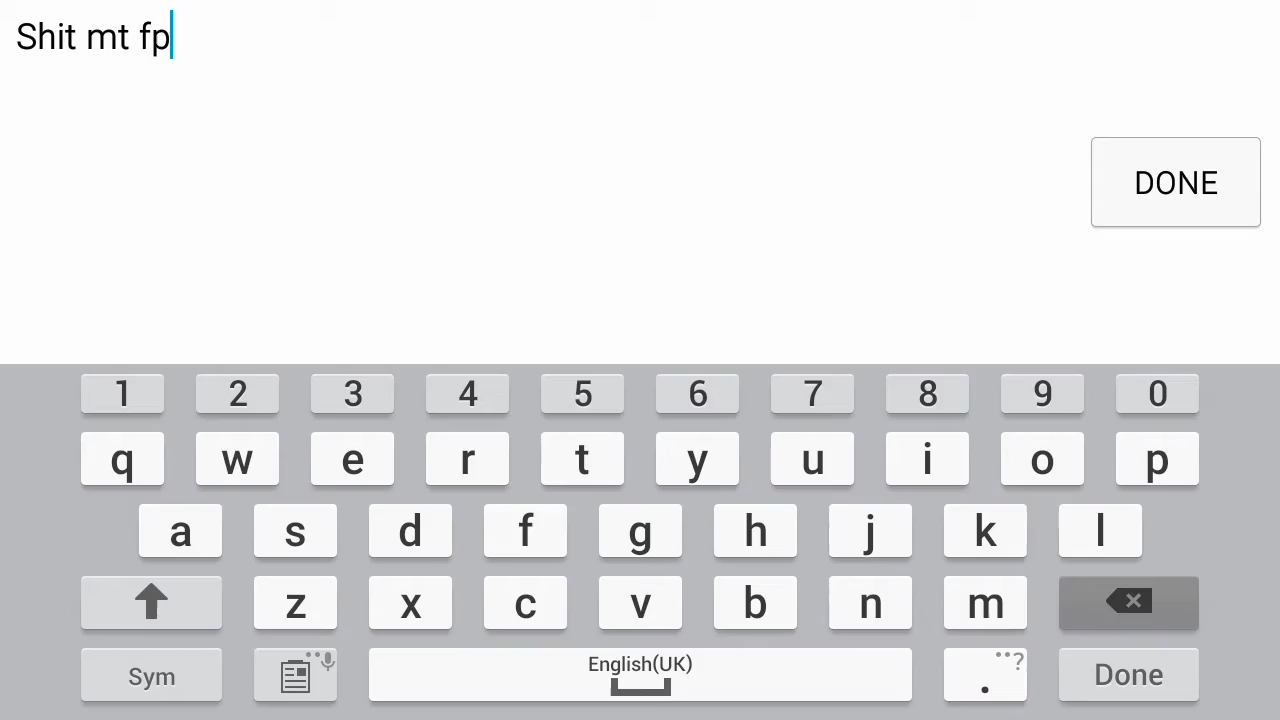 Shit mt fp
DONE
1 2 3 4 5 6 7 8 9 0
q w e r t y u i o p
a s d f g h j k l
z x c v b n m
Sym English(UK) . ? Done